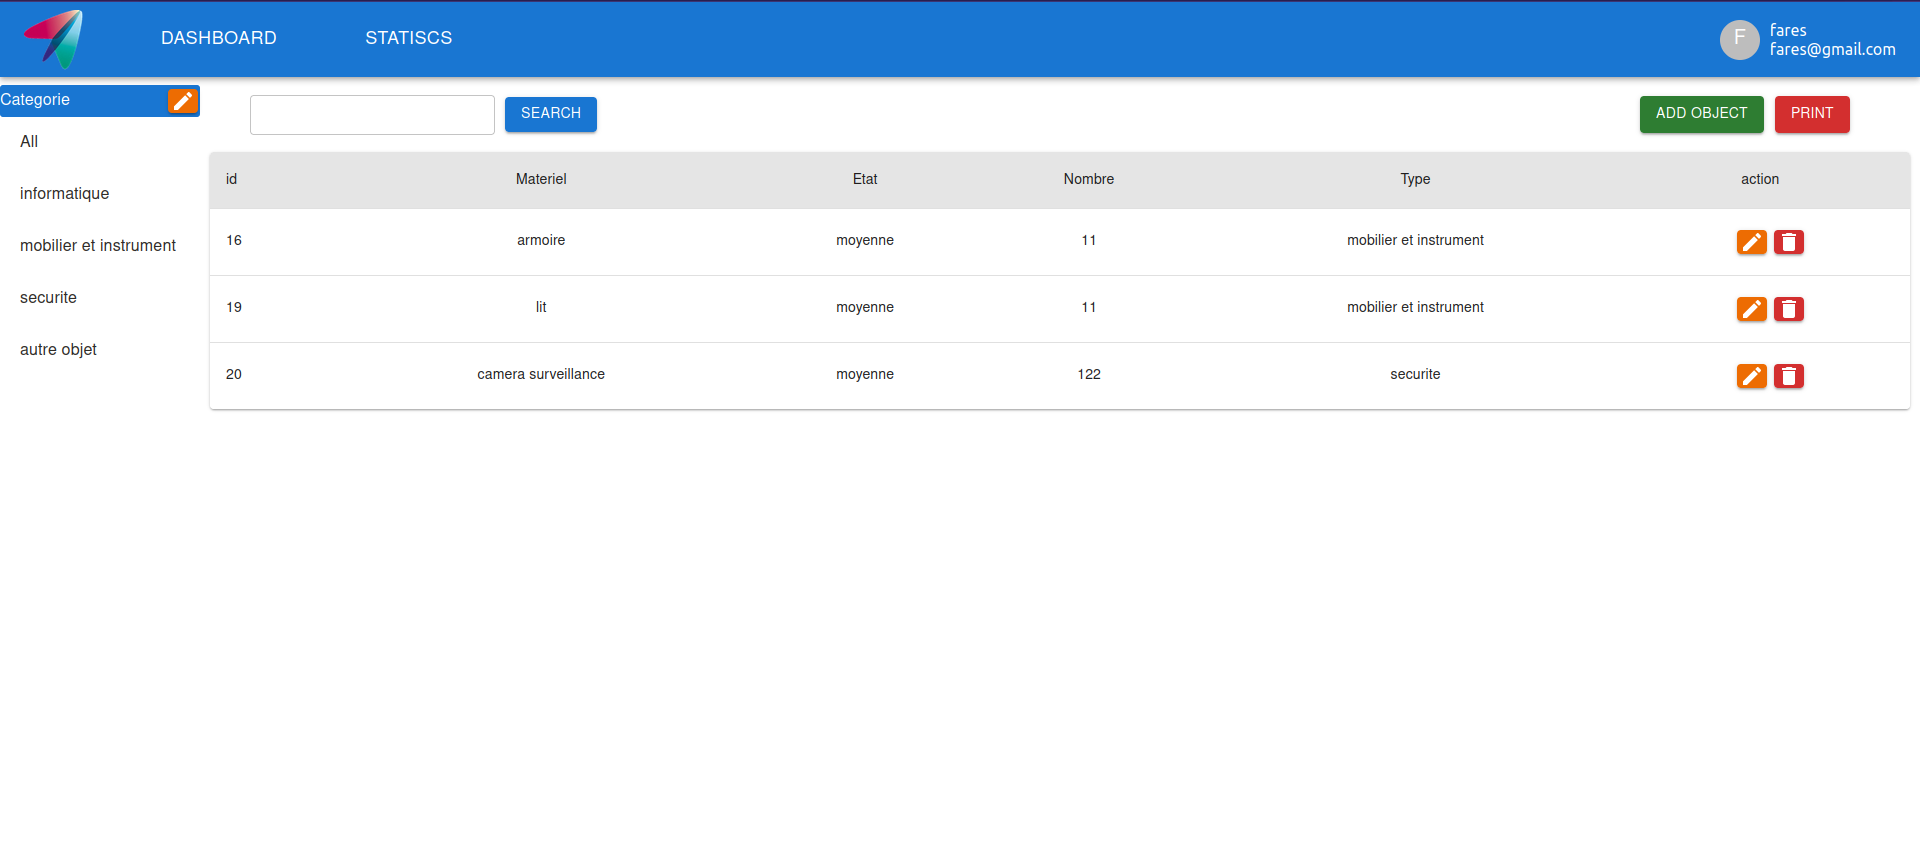 DASHBOARD STATISCS F fares
fares@gmail.com
Categorie
SEARCH ADD OBJECT PRINT
All
informatique
mobilier et instrument
securite
autre objet
id Materiel Etat Nombre Type action
16 armoire moyenne 11 mobilier et instrument
19 lit moyenne 11 mobilier et instrument
20 camera surveillance moyenne 122 securite